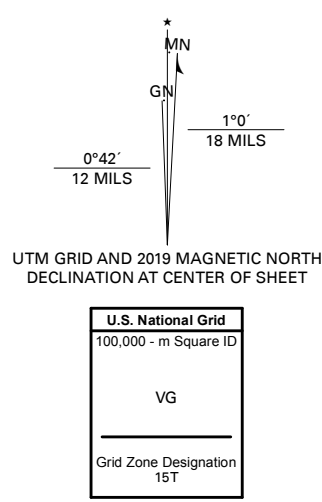 MN
GN
1°0´
18 MILS
0°42´
12 MILS
UTM GRID AND 2019 MAGNETIC NORTH
DECLINATION AT CENTER OF SHEET
U.S. National Grid
100,000 - m Square ID
VG
Grid Zone Designation
15T